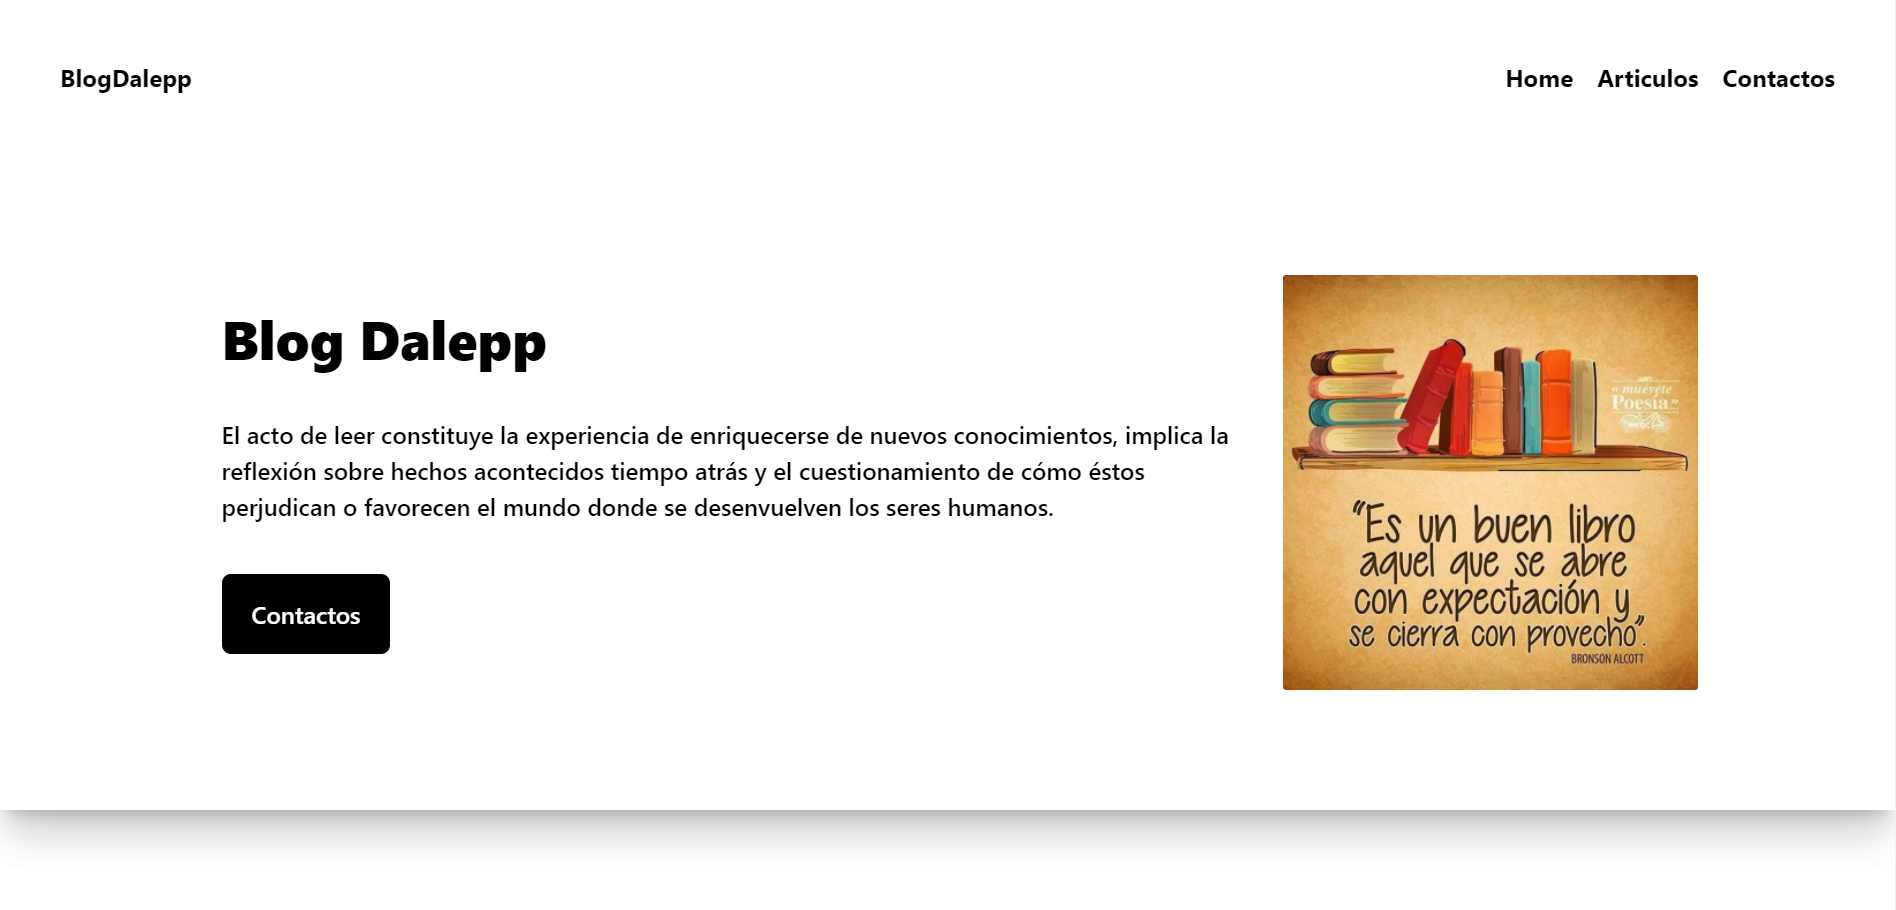 BlogDalepp
Home Articulos Contactos
Blog Dalepp
El acto de leer constituye la experiencia de enriquecerse de nuevos conocimientos, implica la
reflexión sobre hechos acontecidos tiempo atrás y el cuestionamiento de cómo éstos
perjudican o favorecen el mundo donde se desenvuelven los seres humanos.
Contactos
“muévete
Poesía”
“Es un buen libro
aquel que se abre
con expectación y
se cierra con provecho”.
BRONSON ALCOTT